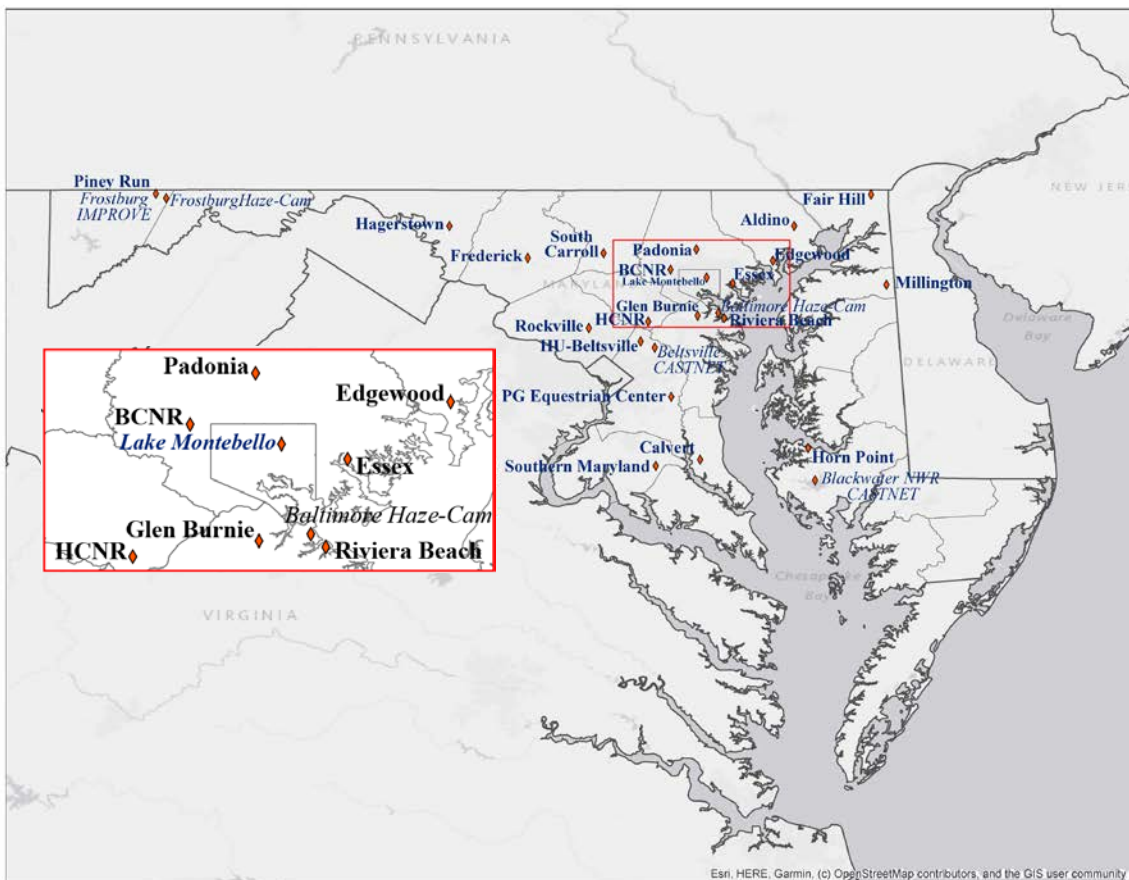 PENNSYLVANIA
Piney Run
Frostburg
IMPROVE
FrostburgHaze-Cam
Hagerstown
Frederick
South
Carroll
Padonia
BCNR
Lake Montebello
Essex
Aldino
Edgewood
Fair Hill
NEW JER
MARYLAND
Millington
Glen Burnie
Baltimore Haze-Cam
HCNR
Riviera Beach
Rockville
HU-Beltsville
Beltsville
CASTNET
Delaware
Bay
DELAWARE
PG Equestrian Center
Calvert
Southern Maryland
Horn Point
Blackwater NWR
CASTNET
Chesapeake
Bay
VIRGINIA
Padonia
Edgewood
BCNR
Lake Montebello
Essex
Baltimore Haze-Cam
Glen Burnie
HCNR
Riviera Beach
Esri, HERE, Garmin, (c) OpenStreetMap contributors, and the GIS user community